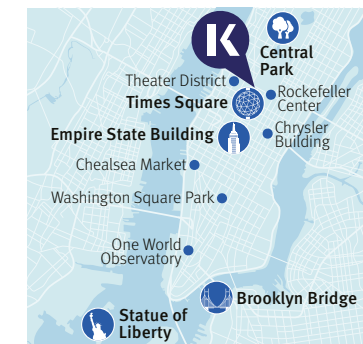 K
Central
Park
Theater District
Rockefeller
Center
Times Square
Empire State Building
Chrysler
Building
Chealsea Market
Washington Square Park
One World
Observatory
Brooklyn Bridge
Statue of
Liberty